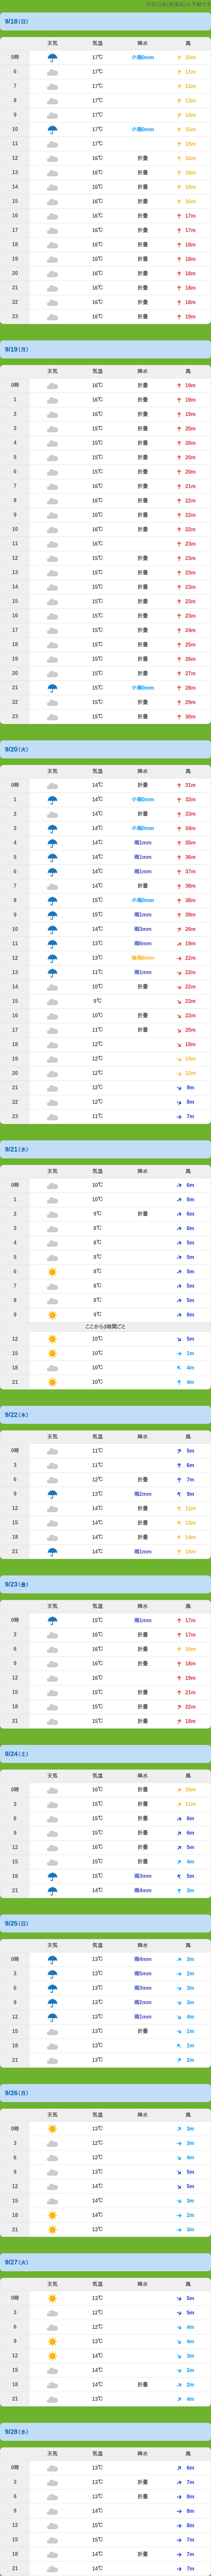 9/18(日)
天気 気温 降水 風
5時 17℃ 小雨0mm 10m
6 17℃ 11m
7 17℃ 12m
8 17℃ 13m
9 17℃ 14m
10 17℃ 小雨0mm 15m
11 17℃ 15m
12 16℃ 折畳 16m
13 16℃ 折畳 16m
14 16℃ 折畳 16m
15 16℃ 折畳 16m
16 16℃ 折畳 17m
17 16℃ 折畳 17m
18 16℃ 折畳 18m
19 16℃ 折畳 18m
20 16℃ 折畳 18m
21 16℃ 折畳 18m
22 16℃ 折畳 18m
23 16℃ 折畳 19m
9/19(月)
天気 気温 降水 風
0時 16℃ 折畳 19m
1 16℃ 折畳 19m
2 16℃ 折畳 19m
3 15℃ 折畳 20m
4 15℃ 折畳 20m
5 15℃ 折畳 20m
6 15℃ 折畳 20m
7 16℃ 折畳 21m
8 16℃ 折畳 22m
9 16℃ 折畳 22m
10 16℃ 折畳 22m
11 16℃ 23m
12 15℃ 折畳 23m
13 15℃ 折畳 23m
14 15℃ 折畳 23m
15 15℃ 折畳 23m
16 15℃ 折畳 23m
17 15℃ 折畳 24m
18 15℃ 折畳 25m
19 15℃ 折畳 26m
20 15℃ 折畳 27m
21 15℃ 小雨0mm 28m
22 15℃ 折畳 29m
23 15℃ 折畳 30m
9/20(火)
天気 気温 降水 風
0時 14℃ 折畳 31m
1 14℃ 小雨0mm 32m
2 14℃ 折畳 33m
3 14℃ 小雨0mm 34m
4 14℃ 雨1mm 35m
5 14℃ 雨1mm 36m
6 14℃ 雨1mm 37m
7 14℃ 折畳 38m
8 15℃ 小雨0mm 38m
9 15℃ 雨1mm 39m
10 14℃ 雨3mm 26m
11 13℃ 雨6mm 19m
12 13℃ 22m
13 11℃ 雨1mm 22m
14 10℃ 折畳 22m
15 9℃ 23m
16 10℃ 折畳 22m
17 11℃ 折畳 20m
18 12℃ 18m
19 12℃ 15m
20 12℃ 12m
21 12℃ 9m
22 12℃ 8m
23 11℃ 7m
9/21(水)
天気 気温 降水 風
0時 10℃ 6m
1 10℃ 6m
2 9℃ 折畳 6m
3 8℃ 6m
4 8℃ 5m
5 8℃ 5m
6 8℃ 5m
7 8℃ 5m
8 8℃ 5m
9 9℃ 6m
ここから3時間ごと
12 10℃ 5m
15 10℃ 1m
18 10℃ 4m
21 10℃ 4m
9/22(木)
天気 気温 降水 風
0時 11℃ 5m
3 11℃ 6m
6 12℃ 折畳 7m
9 13℃ 雨2mm 9m
12 14℃ 折畳 12m
15 14℃ 折畳 13m
18 14℃ 折畳 14m
21 14℃ 雨1mm 15m
9/23(金)
天気 気温 降水 風
0時 15℃ 雨1mm 17m
3 16℃ 折畳 17m
6 16℃ 折畳 16m
9 16℃ 折畳 18m
12 16℃ 19m
15 15℃ 折畳 21m
18 15℃ 折畳 22m
21 15℃ 折畳 18m
9/24(土)
天気 気温 降水 風
0時 16℃ 折畳 15m
3 15℃ 折畳 11m
6 15℃ 折畳 6m
9 15℃ 折畳 6m
12 16℃ 折畳 5m
15 15℃ 折畳 4m
18 15℃ 雨3mm 5m
21 14℃ 雨4mm 3m
9/25(日)
天気 気温 降水 風
0時 13℃ 雨4mm 3m
3 13℃ 雨5mm 2m
6 13℃ 雨3mm 3m
9 13℃ 雨2mm 3m
12 13℃ 雨1mm 4m
15 13℃ 折畳 1m
18 13℃ 1m
21 13℃ 2m
9/26(月)
天気 気温 降水 風
0時 13℃ 3m
3 12℃ 3m
6 12℃ 4m
9 13℃ 5m
12 14℃ 5m
15 14℃ 3m
18 14℃ 2m
21 13℃ 3m
9/27(火)
天気 気温 降水 風
0時 13℃ 5m
3 12℃ 5m
6 12℃ 4m
9 13℃ 4m
12 14℃ 3m
15 14℃ 2m
18 14℃ 折畳 2m
21 13℃ 4m
9/28(水)
天気 気温 降水 風
0時 13℃ 6m
3 13℃ 折畳 7m
6 13℃ 折畳 8m
9 14℃ 8m
12 15℃ 8m
15 15℃ 7m
18 14℃ 折畳 7m
21 14℃ 7m